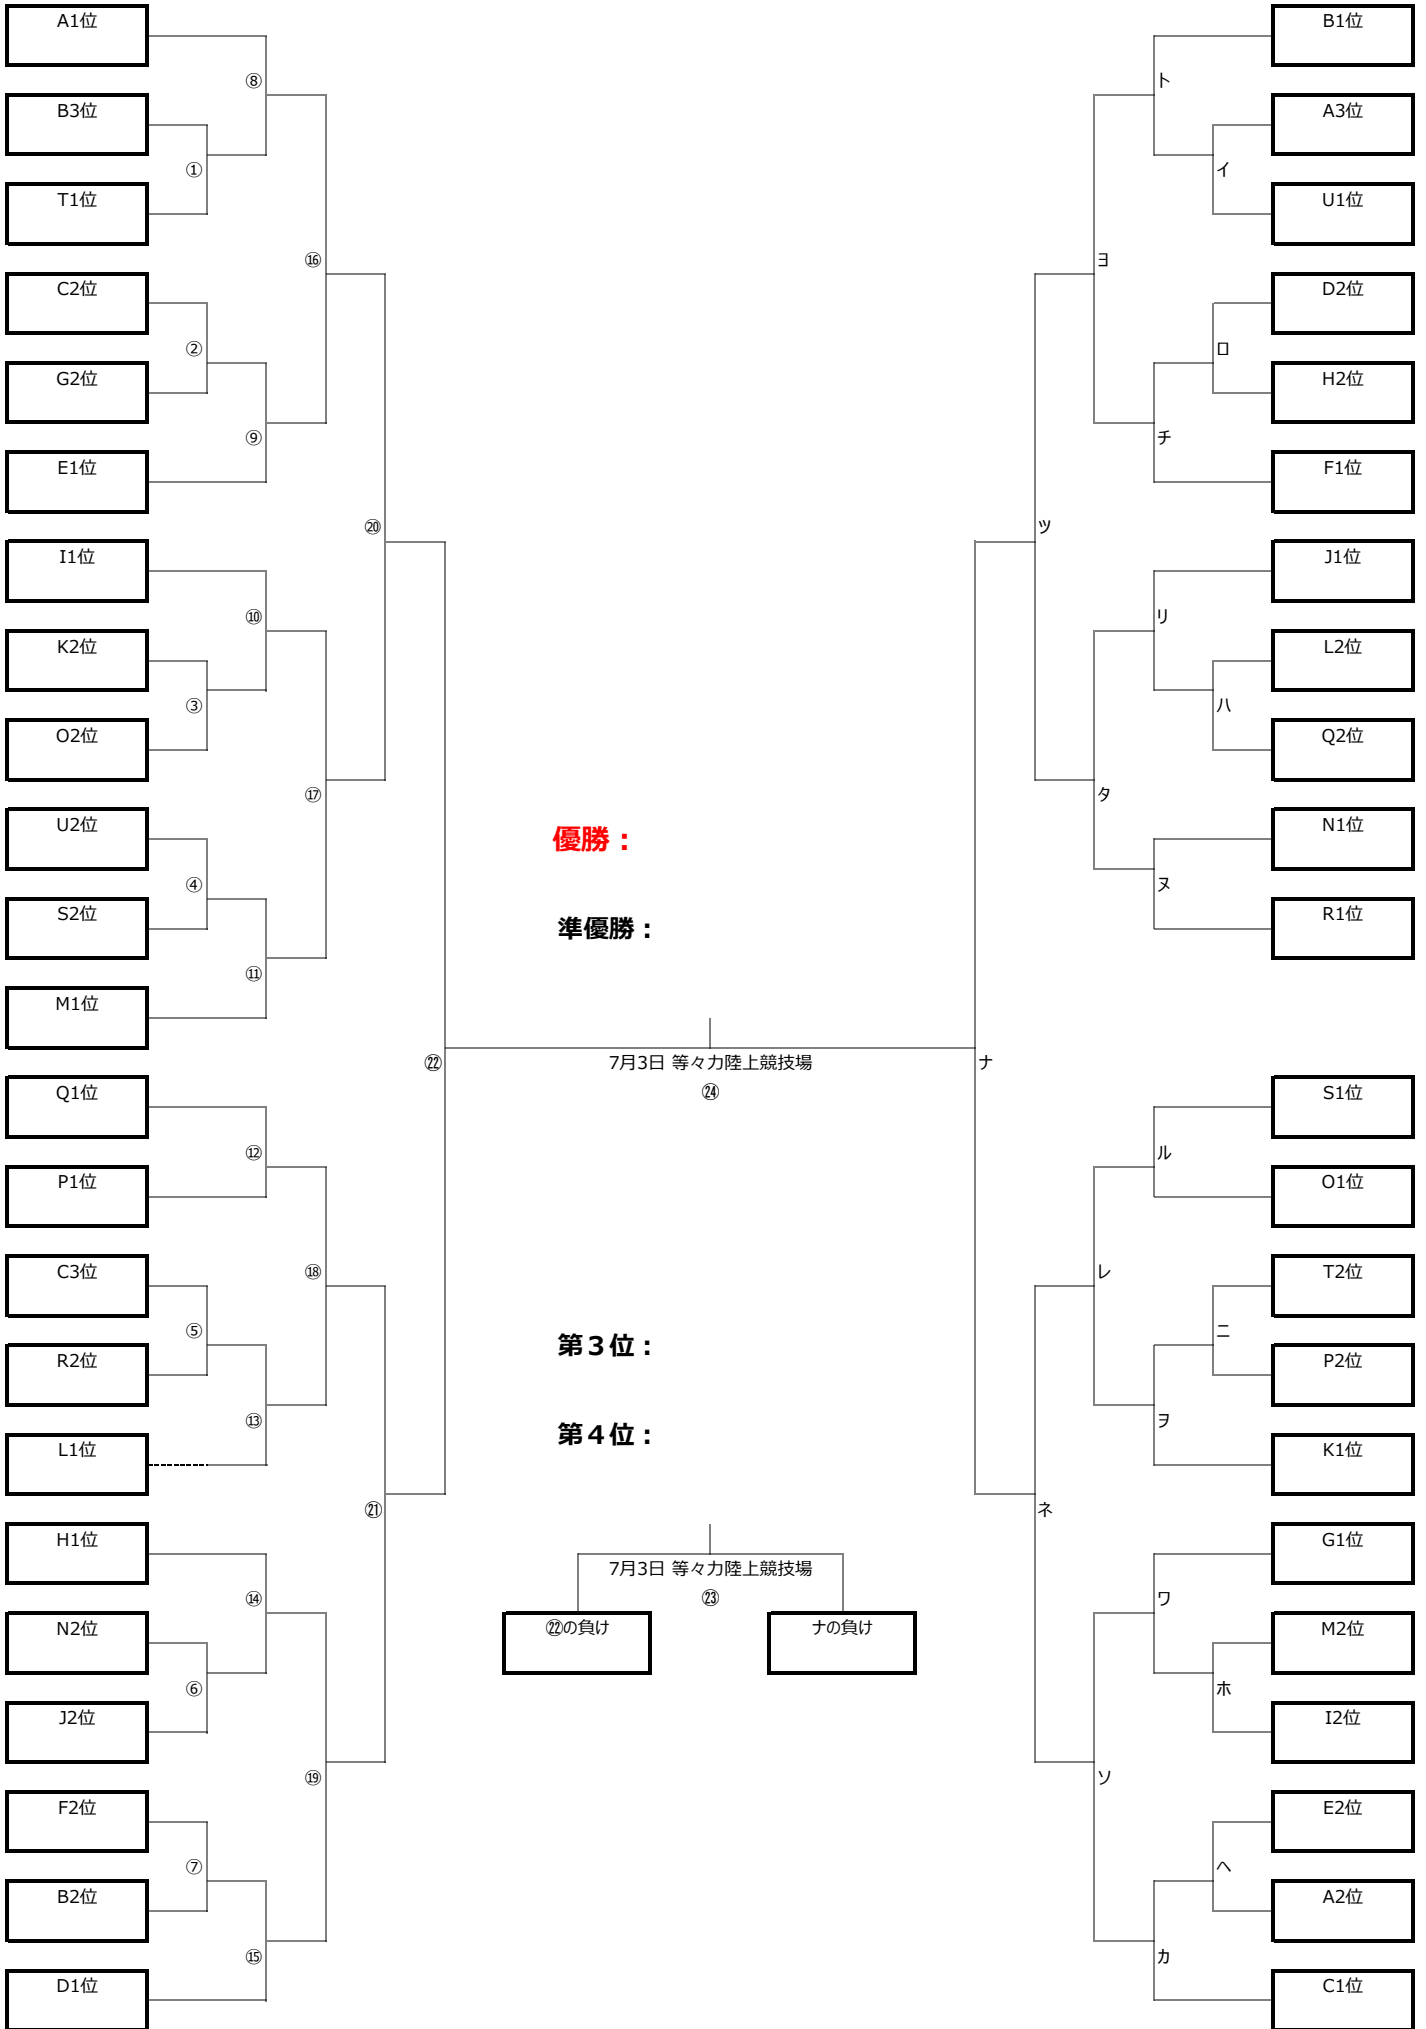 A1位
⑧
B3位
①
T1位
⑯
C2位
②
G2位
⑨
E1位
⑳
I1位
⑩
K2位
③
O2位
⑰
U2位
④
S2位
⑪
M1位
㉒
Q1位
⑫
P1位
C3位
⑱
⑤
R2位
⑬
L1位
㉑
H1位
⑭
N2位
⑥
J2位
⑲
F2位
⑦
B2位
⑮
D1位
優勝：
準優勝：
7月3日 等々力陸上競技場
㉔
第３位：
第４位：
7月3日 等々力陸上競技場
㉓
㉒の負け
ナの負け
B1位
ト
A3位
イ
U1位
ヨ
D2位
ロ
H2位
チ
F1位
ツ
J1位
リ
L2位
ハ
Q2位
タ
N1位
ヌ
R1位
ナ
S1位
ル
O1位
T2位
レ
ニ
P2位
ヲ
K1位
ネ
G1位
ワ
M2位
ホ
I2位
ソ
E2位
ヘ
A2位
カ
C1位